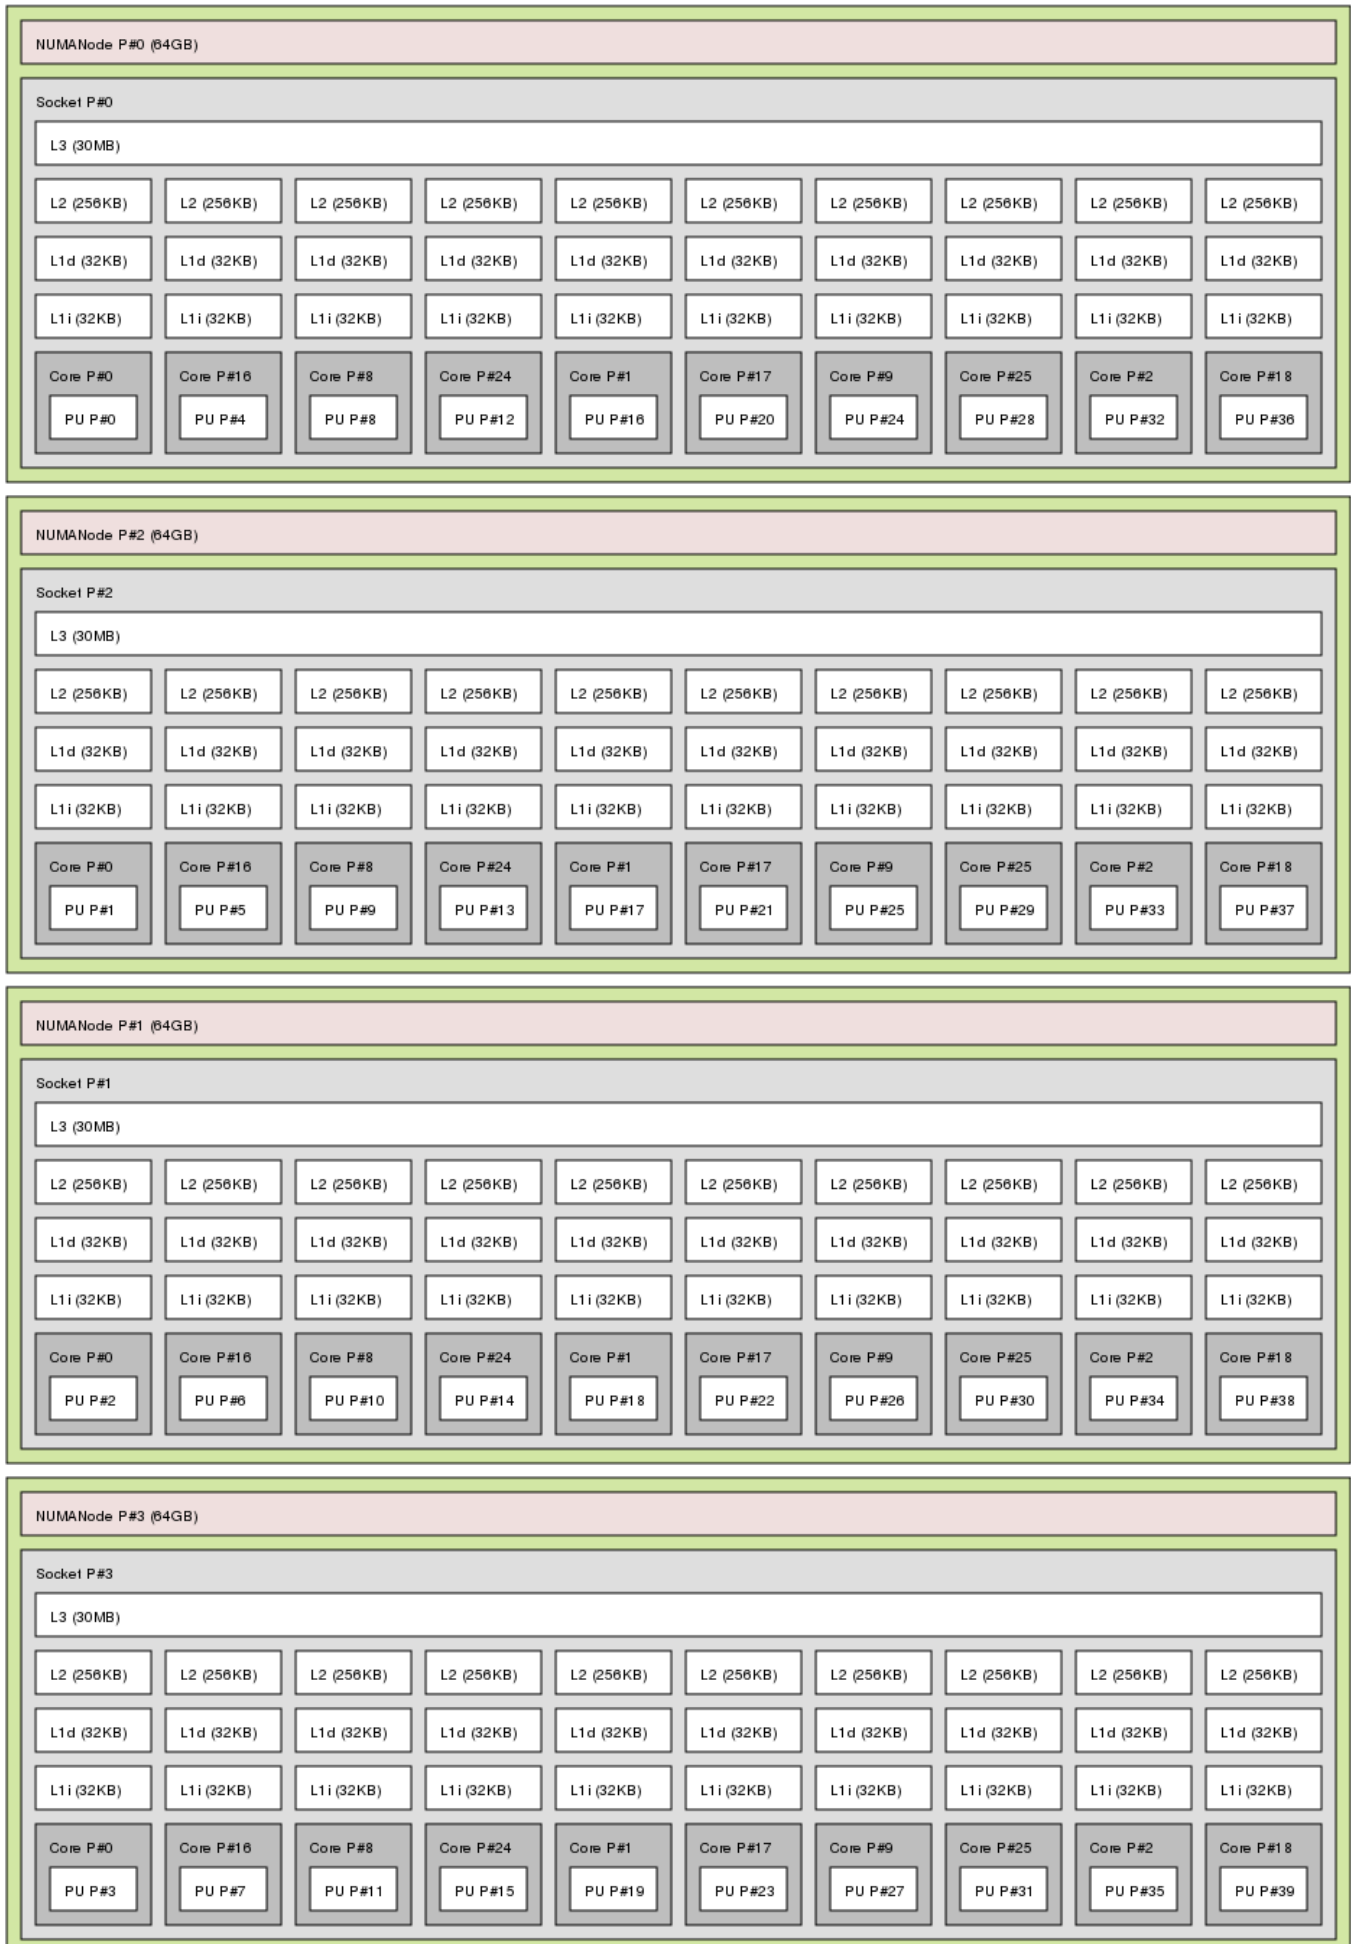 NUMANode P#0 (64GB)
Socket P#0
L3 (30MB)
L2 (256KB) L2 (256KB) L2 (256KB) L2 (256KB) L2 (256KB) L2 (256KB) L2 (256KB) L2 (256KB) L2 (256KB) L2 (256KB)
L1d (32KB) L1d (32KB) L1d (32KB) L1d (32KB) L1d (32KB) L1d (32KB) L1d (32KB) L1d (32KB) L1d (32KB) L1d (32KB)
L1i (32KB) L1i (32KB) L1i (32KB) L1i (32KB) L1i (32KB) L1i (32KB) L1i (32KB) L1i (32KB) L1i (32KB) L1i (32KB)
Core P#0 Core P#16 Core P#8 Core P#24 Core P#1 Core P#17 Core P#9 Core P#25 Core P#2 Core P#18
PU P#0 PU P#4 PU P#8 PU P#12 PU P#16 PU P#20 PU P#24 PU P#28 PU P#32 PU P#36
NUMANode P#2 (64GB)
Socket P#2
L3 (30MB)
L2 (256KB) L2 (256KB) L2 (256KB) L2 (256KB) L2 (256KB) L2 (256KB) L2 (256KB) L2 (256KB) L2 (256KB) L2 (256KB)
L1d (32KB) L1d (32KB) L1d (32KB) L1d (32KB) L1d (32KB) L1d (32KB) L1d (32KB) L1d (32KB) L1d (32KB) L1d (32KB)
L1i (32KB) L1i (32KB) L1i (32KB) L1i (32KB) L1i (32KB) L1i (32KB) L1i (32KB) L1i (32KB) L1i (32KB) L1i (32KB)
Core P#0 Core P#16 Core P#8 Core P#24 Core P#1 Core P#17 Core P#9 Core P#25 Core P#2 Core P#18
PU P#1 PU P#5 PU P#9 PU P#13 PU P#17 PU P#21 PU P#25 PU P#29 PU P#33 PU P#37
NUMANode P#1 (64GB)
Socket P#1
L3 (30MB)
L2 (256KB) L2 (256KB) L2 (256KB) L2 (256KB) L2 (256KB) L2 (256KB) L2 (256KB) L2 (256KB) L2 (256KB) L2 (256KB)
L1d (32KB) L1d (32KB) L1d (32KB) L1d (32KB) L1d (32KB) L1d (32KB) L1d (32KB) L1d (32KB) L1d (32KB) L1d (32KB)
L1i (32KB) L1i (32KB) L1i (32KB) L1i (32KB) L1i (32KB) L1i (32KB) L1i (32KB) L1i (32KB) L1i (32KB) L1i (32KB)
Core P#0 Core P#16 Core P#8 Core P#24 Core P#1 Core P#17 Core P#9 Core P#25 Core P#2 Core P#18
PU P#2 PU P#6 PU P#10 PU P#14 PU P#18 PU P#22 PU P#26 PU P#30 PU P#34 PU P#38
NUMANode P#3 (64GB)
Socket P#3
L3 (30MB)
L2 (256KB) L2 (256KB) L2 (256KB) L2 (256KB) L2 (256KB) L2 (256KB) L2 (256KB) L2 (256KB) L2 (256KB) L2 (256KB)
L1d (32KB) L1d (32KB) L1d (32KB) L1d (32KB) L1d (32KB) L1d (32KB) L1d (32KB) L1d (32KB) L1d (32KB) L1d (32KB)
L1i (32KB) L1i (32KB) L1i (32KB) L1i (32KB) L1i (32KB) L1i (32KB) L1i (32KB) L1i (32KB) L1i (32KB) L1i (32KB)
Core P#0 Core P#16 Core P#8 Core P#24 Core P#1 Core P#17 Core P#9 Core P#25 Core P#2 Core P#18
PU P#3 PU P#7 PU P#11 PU P#15 PU P#19 PU P#23 PU P#27 PU P#31 PU P#35 PU P#39